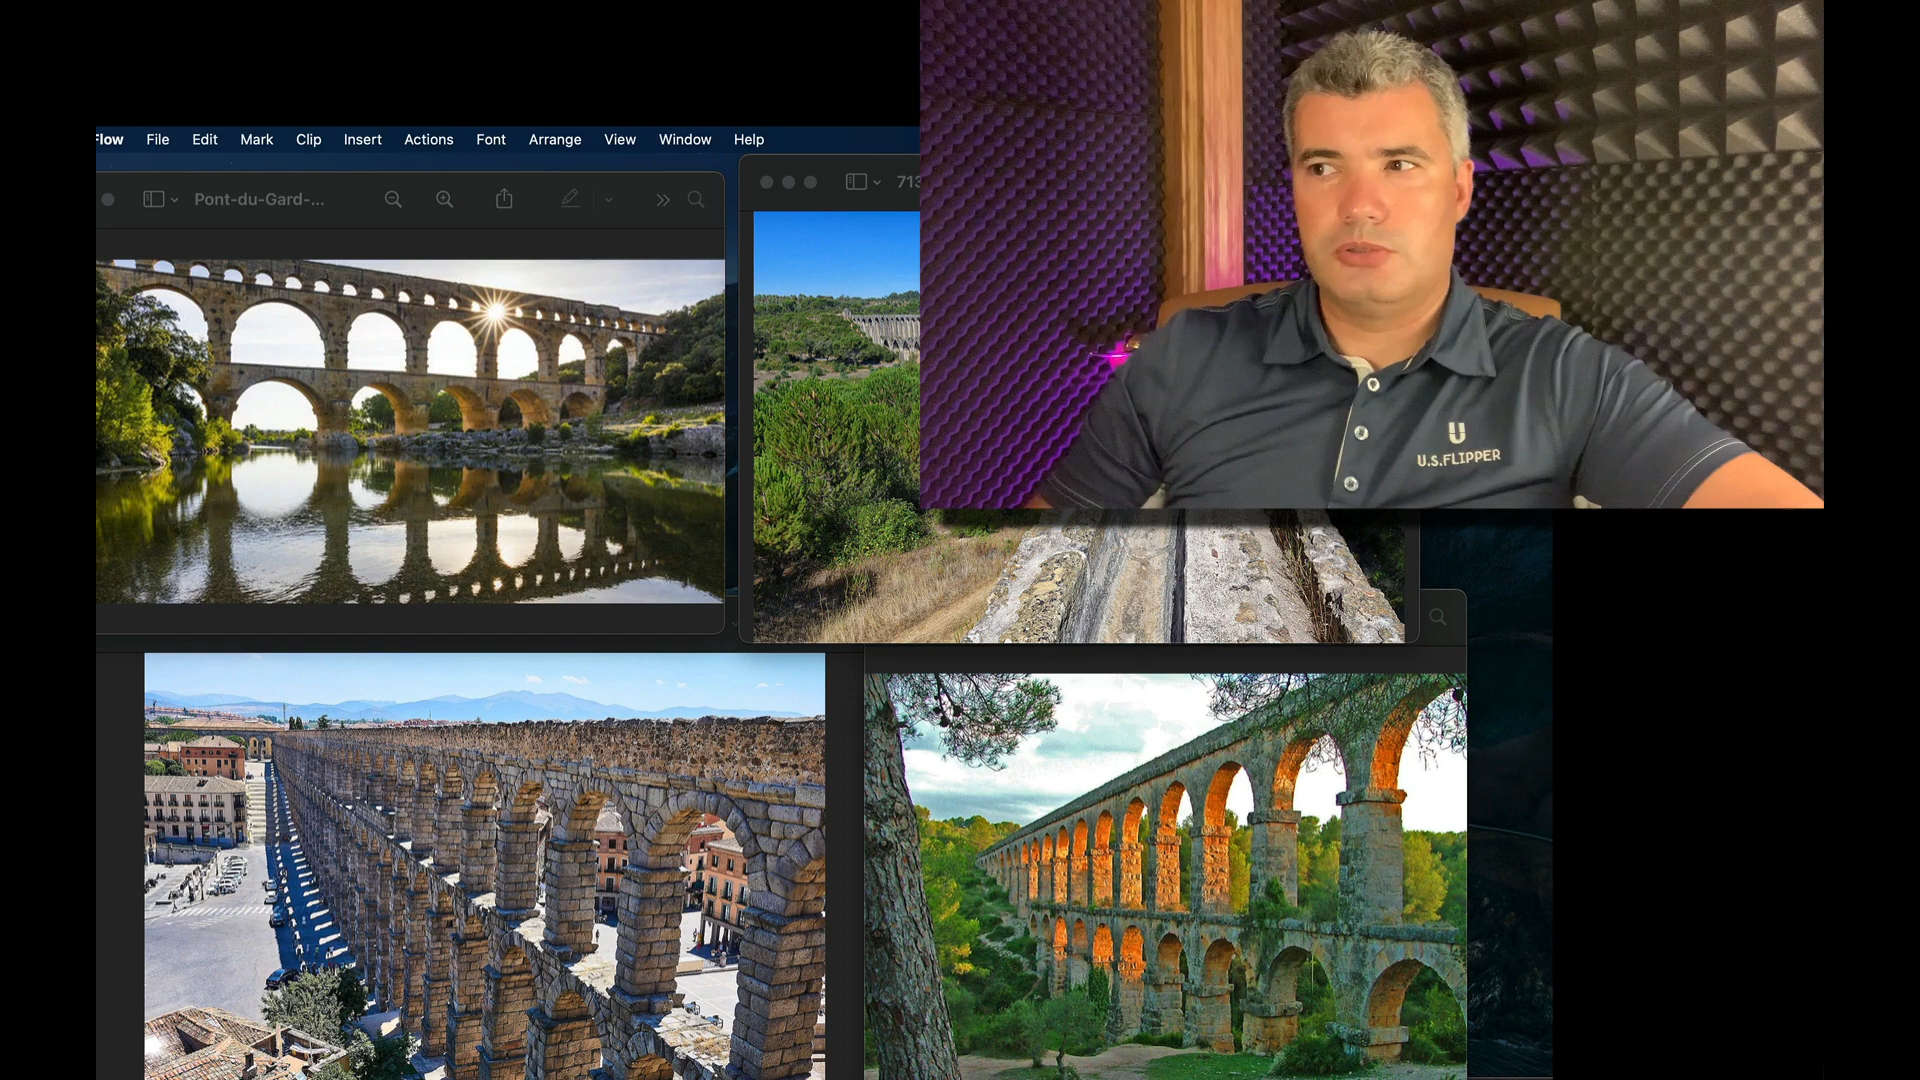 Flow File Edit Mark Clip Insert Actions Font Arrange View Window Help
Pont-du-Gard-...
713
U
U.S.FLIPPER